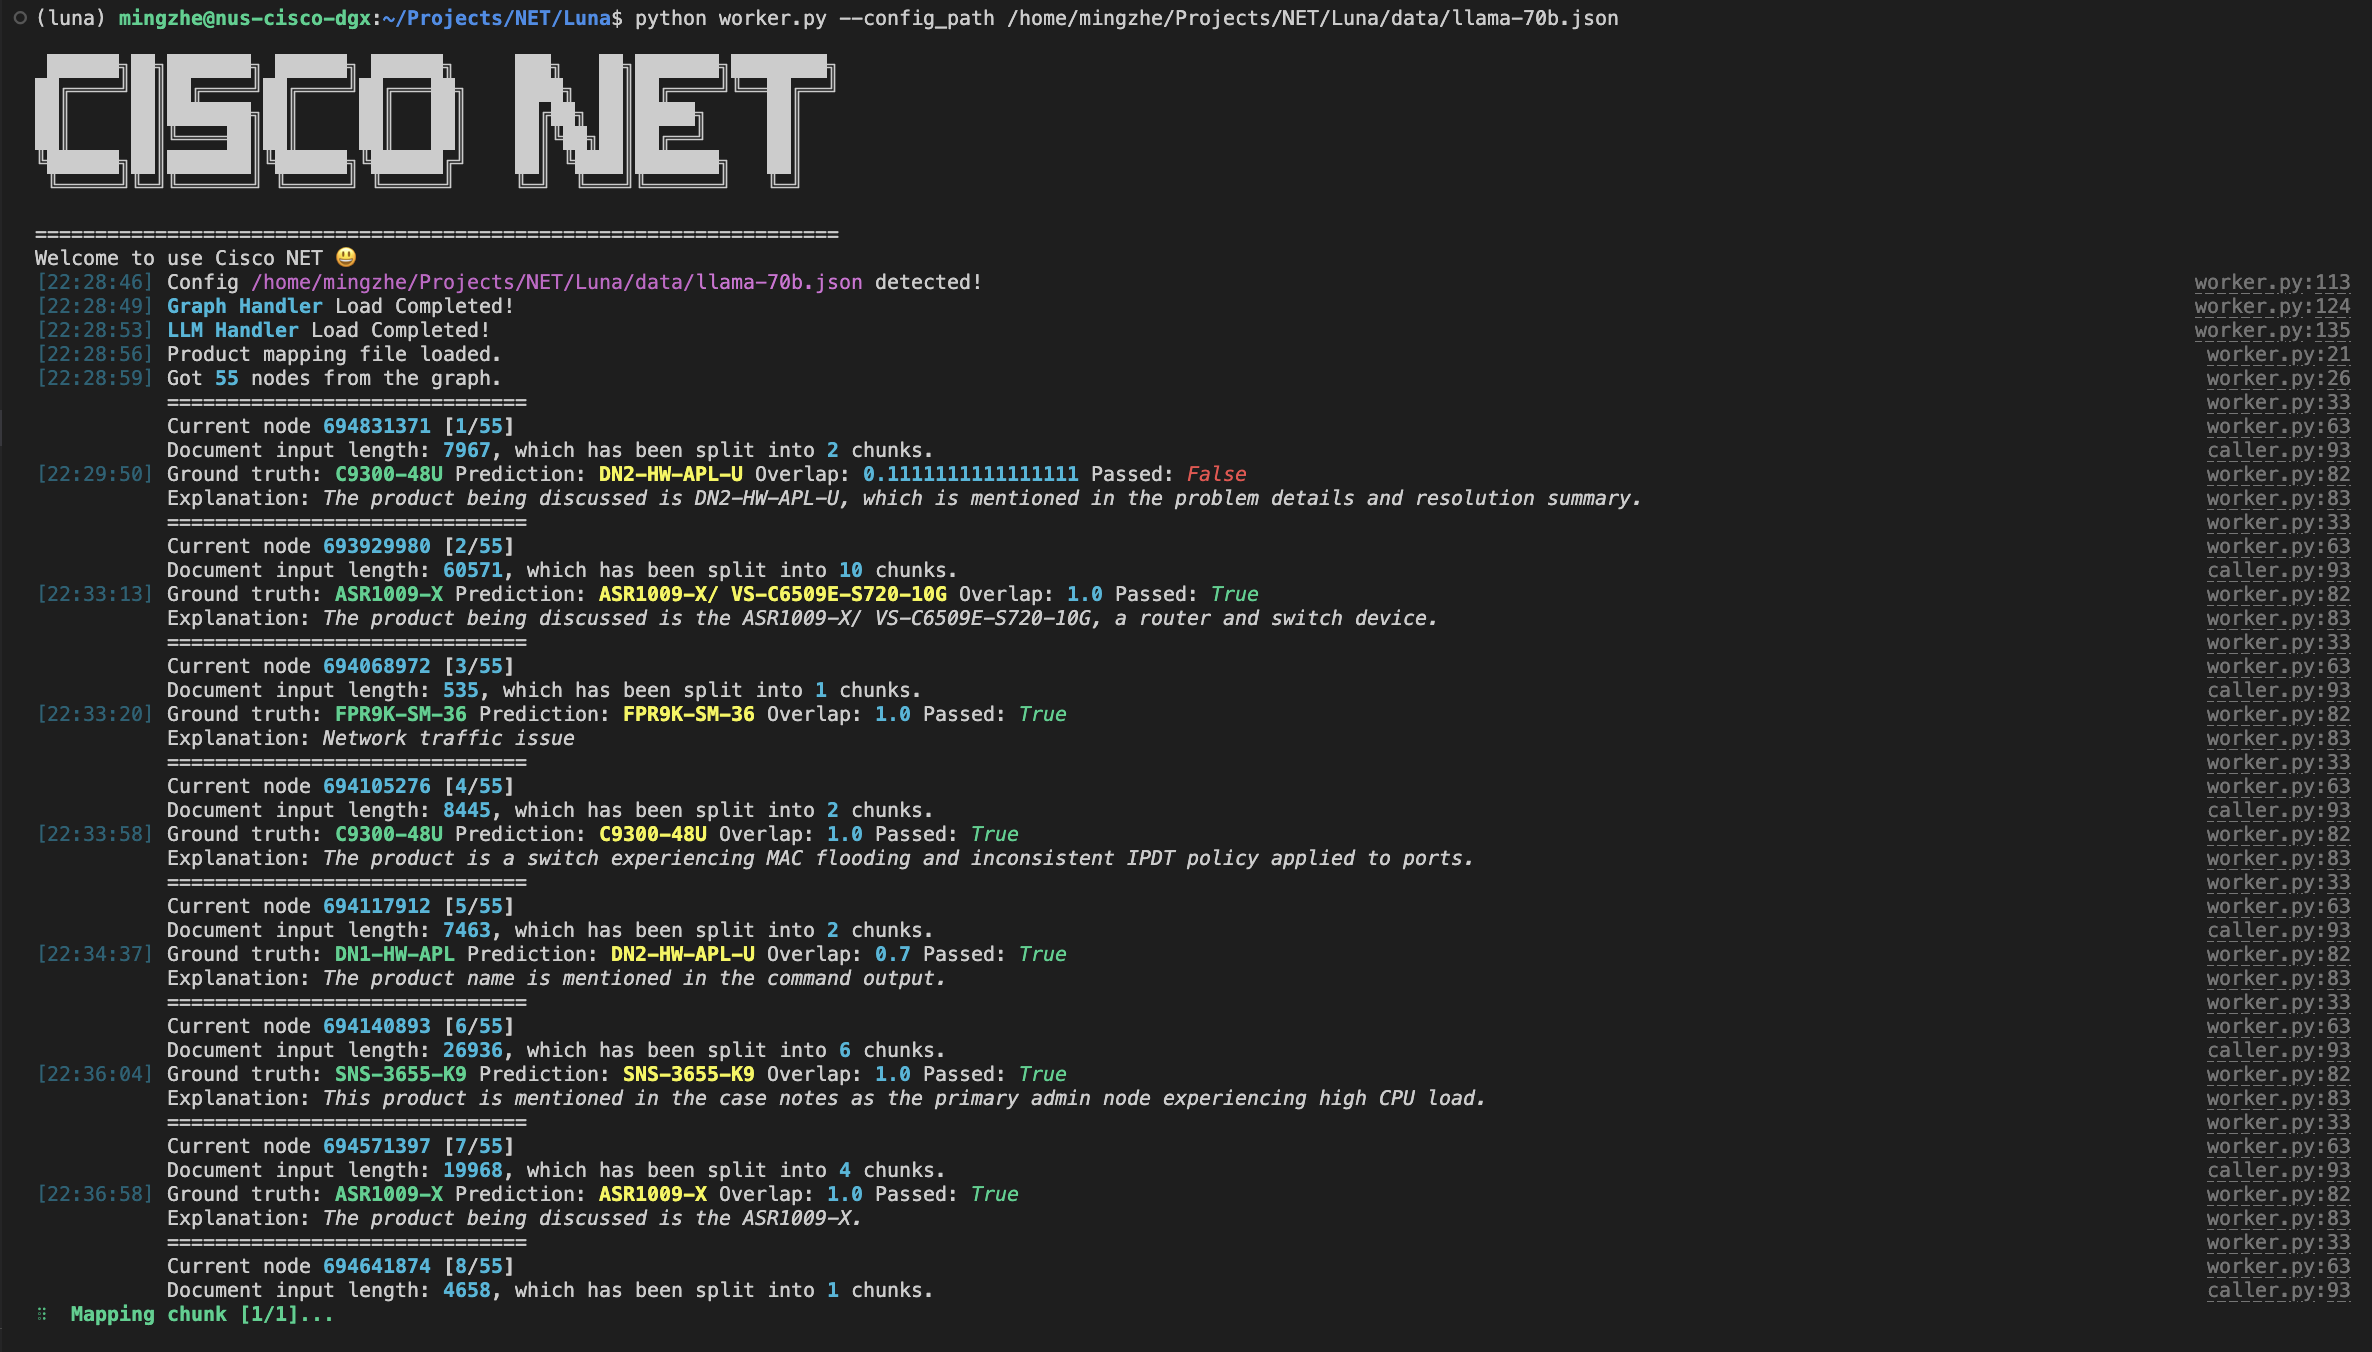 (luna) mingzhe@nus-cisco-dgx:~/Projects/NET/Luna$ python worker.py --config_path /home/mingzhe/Projects/NET/Luna/data/llama-70b.json
CISCO NET
===================================================================
Welcome to use Cisco NET 😃
[22:28:46] Config /home/mingzhe/Projects/NET/Luna/data/llama-70b.json detected! worker.py:113
[22:28:49] Graph Handler Load Completed! worker.py:124
[22:28:53] LLM Handler Load Completed! worker.py:135
[22:28:56] Product mapping file loaded. worker.py:21
[22:28:59] Got 55 nodes from the graph. worker.py:26
============================== worker.py:33
Current node 694831371 [1/55] worker.py:63
Document input length: 7967, which has been split into 2 chunks. caller.py:93
[22:29:50] Ground truth: C9300-48U Prediction: DN2-HW-APL-U Overlap: 0.1111111111111111 Passed: False worker.py:82
Explanation: The product being discussed is DN2-HW-APL-U, which is mentioned in the problem details and resolution summary. worker.py:83
============================== worker.py:33
Current node 693929980 [2/55] worker.py:63
Document input length: 60571, which has been split into 10 chunks. caller.py:93
[22:33:13] Ground truth: ASR1009-X Prediction: ASR1009-X/ VS-C6509E-S720-10G Overlap: 1.0 Passed: True worker.py:82
Explanation: The product being discussed is the ASR1009-X/ VS-C6509E-S720-10G, a router and switch device. worker.py:83
============================== worker.py:33
Current node 694068972 [3/55] worker.py:63
Document input length: 535, which has been split into 1 chunks. caller.py:93
[22:33:20] Ground truth: FPR9K-SM-36 Prediction: FPR9K-SM-36 Overlap: 1.0 Passed: True worker.py:82
Explanation: Network traffic issue worker.py:83
============================== worker.py:33
Current node 694105276 [4/55] worker.py:63
Document input length: 8445, which has been split into 2 chunks. caller.py:93
[22:33:58] Ground truth: C9300-48U Prediction: C9300-48U Overlap: 1.0 Passed: True worker.py:82
Explanation: The product is a switch experiencing MAC flooding and inconsistent IPDT policy applied to ports. worker.py:83
============================== worker.py:33
Current node 694117912 [5/55] worker.py:63
Document input length: 7463, which has been split into 2 chunks. caller.py:93
[22:34:37] Ground truth: DN1-HW-APL Prediction: DN2-HW-APL-U Overlap: 0.7 Passed: True worker.py:82
Explanation: The product name is mentioned in the command output. worker.py:83
============================== worker.py:33
Current node 694140893 [6/55] worker.py:63
Document input length: 26936, which has been split into 6 chunks. caller.py:93
[22:36:04] Ground truth: SNS-3655-K9 Prediction: SNS-3655-K9 Overlap: 1.0 Passed: True worker.py:82
Explanation: This product is mentioned in the case notes as the primary admin node experiencing high CPU load. worker.py:83
============================== worker.py:33
Current node 694571397 [7/55] worker.py:63
Document input length: 19968, which has been split into 4 chunks. caller.py:93
[22:36:58] Ground truth: ASR1009-X Prediction: ASR1009-X Overlap: 1.0 Passed: True worker.py:82
Explanation: The product being discussed is the ASR1009-X. worker.py:83
============================== worker.py:33
Current node 694641874 [8/55] worker.py:63
Document input length: 4658, which has been split into 1 chunks. caller.py:93
Mapping chunk [1/1]...